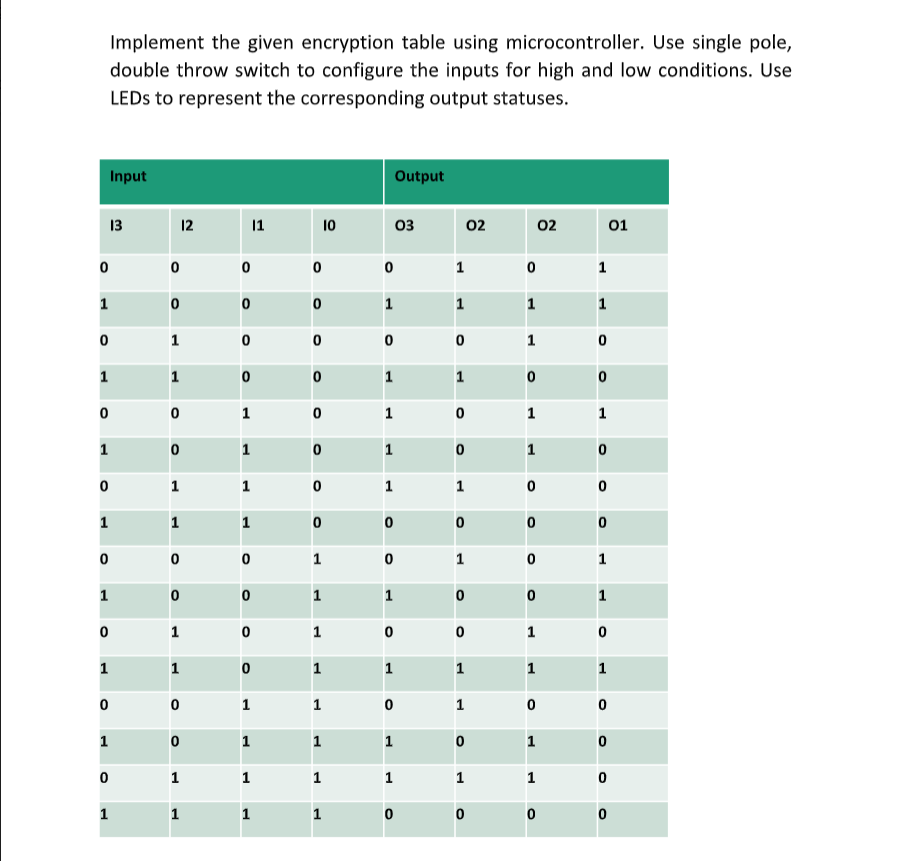 Implement the given encryption table using microcontroller. Use single pole,
double throw switch to configure the inputs for high and low conditions. Use
LEDs to represent the corresponding output statuses.
Input Output
I3 I2 I1 I0 O3 O2 O2 O1
0 0 0 0 0 1 0 1
1 0 0 0 1 1 1 1
0 1 0 0 0 0 1 0
1 1 0 0 1 1 0 0
0 0 1 0 1 0 1 1
1 0 1 0 1 0 1 0
0 1 1 0 1 1 0 0
1 1 1 0 0 0 0 0
0 0 0 1 0 1 0 1
1 0 0 1 1 0 0 1
0 1 0 1 0 0 1 0
1 1 0 1 1 1 1 1
0 0 1 1 0 1 0 0
1 0 1 1 1 0 1 0
0 1 1 1 1 1 1 0
1 1 1 1 0 0 0 0